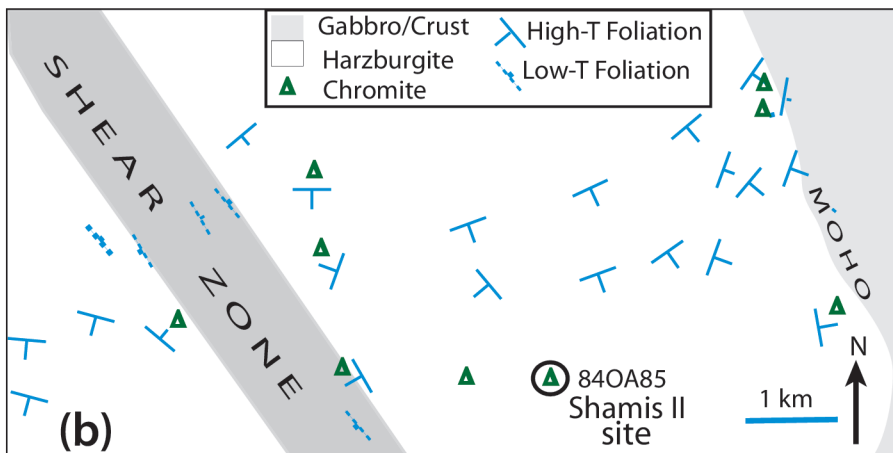 Gabbro/Crust
Harzburgite
Chromite
High-T Foliation
Low-T Foliation
SHEAR ZONE
MOHO
84OA85
Shamis II
site
N
1 km
(b)